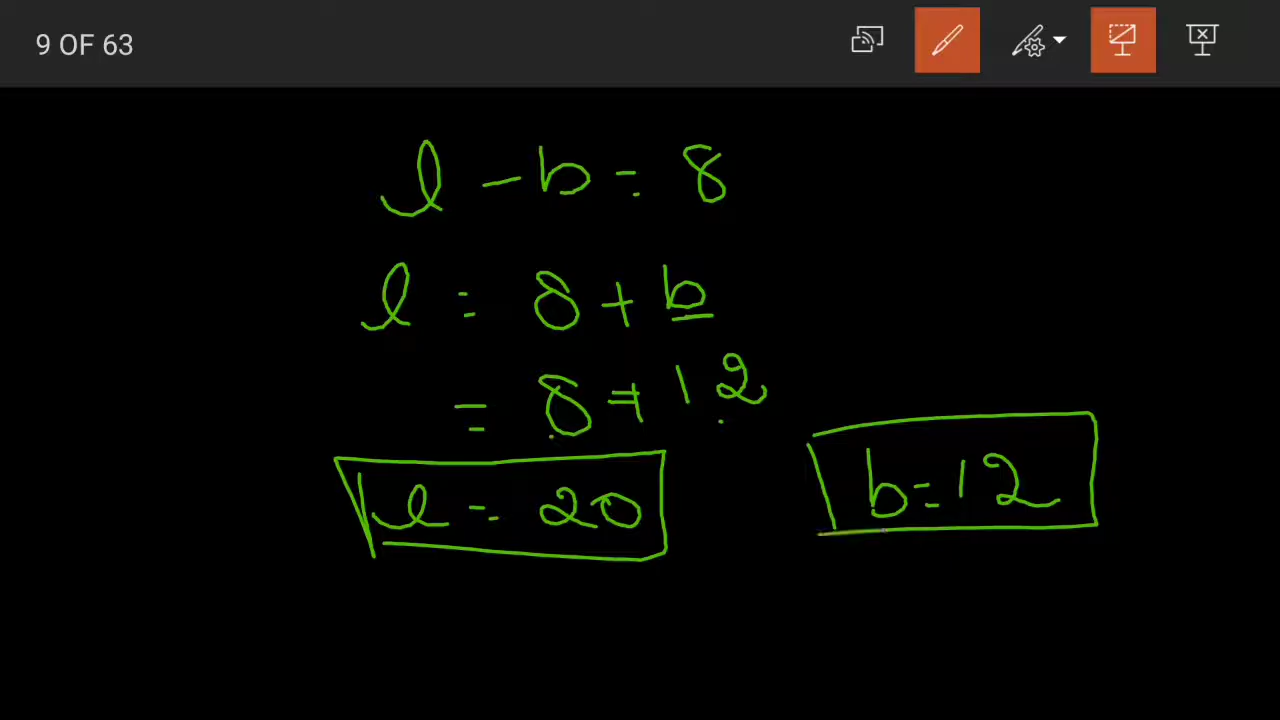 9 OF 63
l - b = 8
l = 8 + b
= 8 + 12
l = 20
b = 12